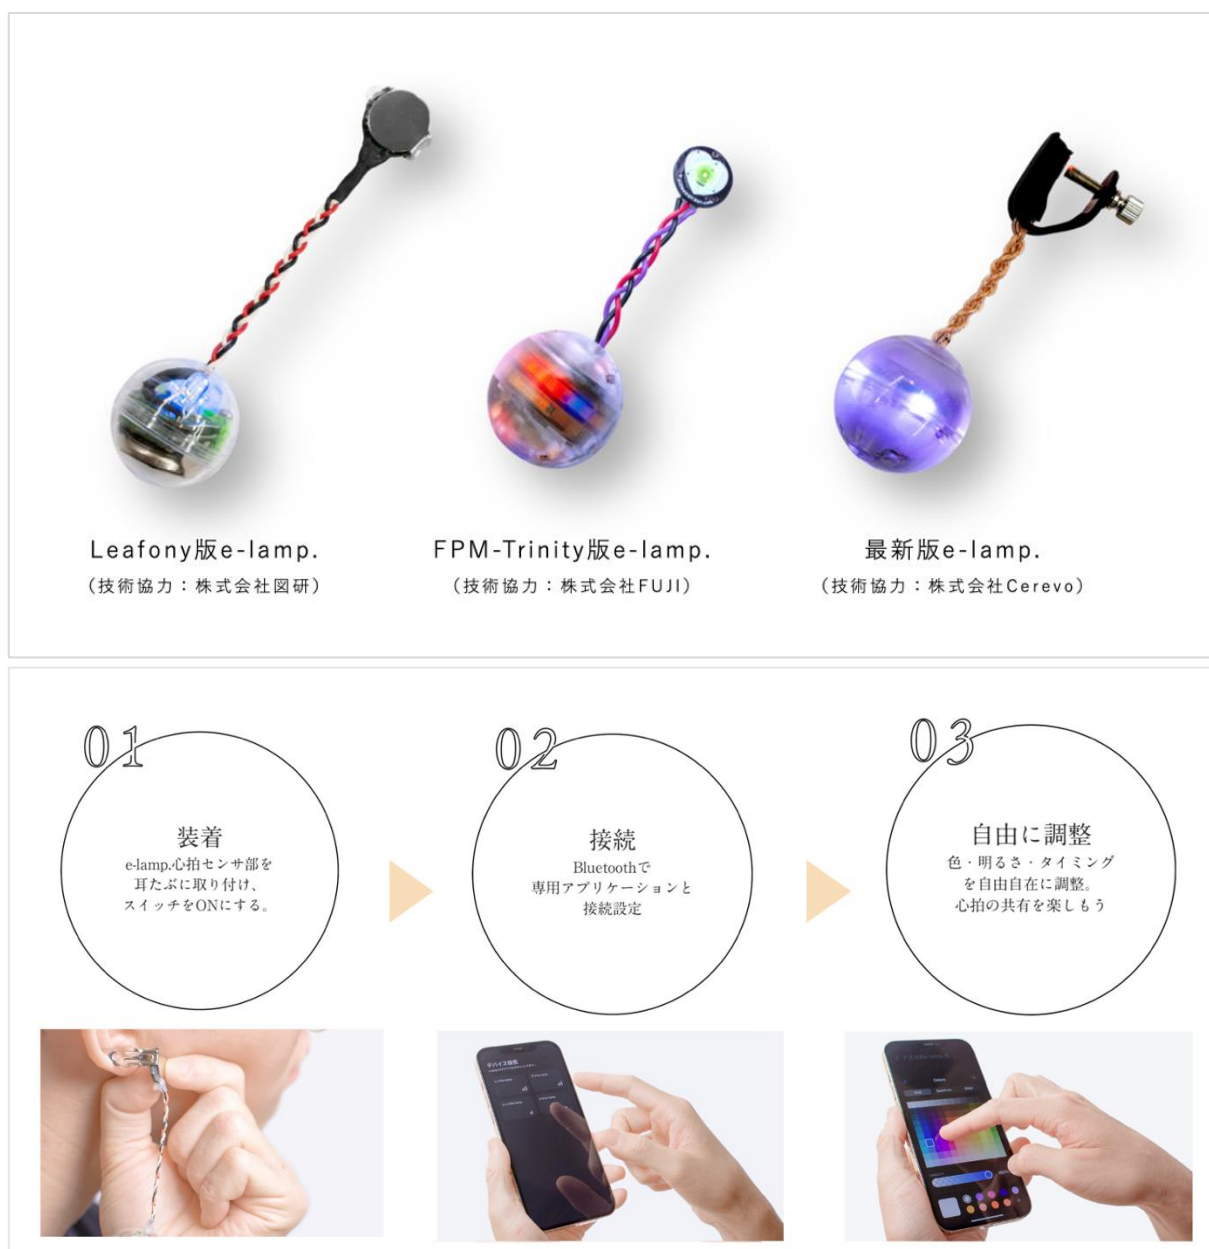 Leafony版e-lamp.
（技術協力：株式会社図研）
FPM-Trinity版e-lamp.
（技術協力：株式会社FUJI）
最新版e-lamp.
（技術協力：株式会社Cerevo）
01
装着
e-lamp.心拍センサ部を
耳たぶに取り付け、
スイッチをONにする。
02
接続
Bluetoothで
専用アプリケーションと
接続設定
03
自由に調整
色・明るさ・タイミング
を自由自在に調整。
心拍の共有を楽しもう
デバイス検索